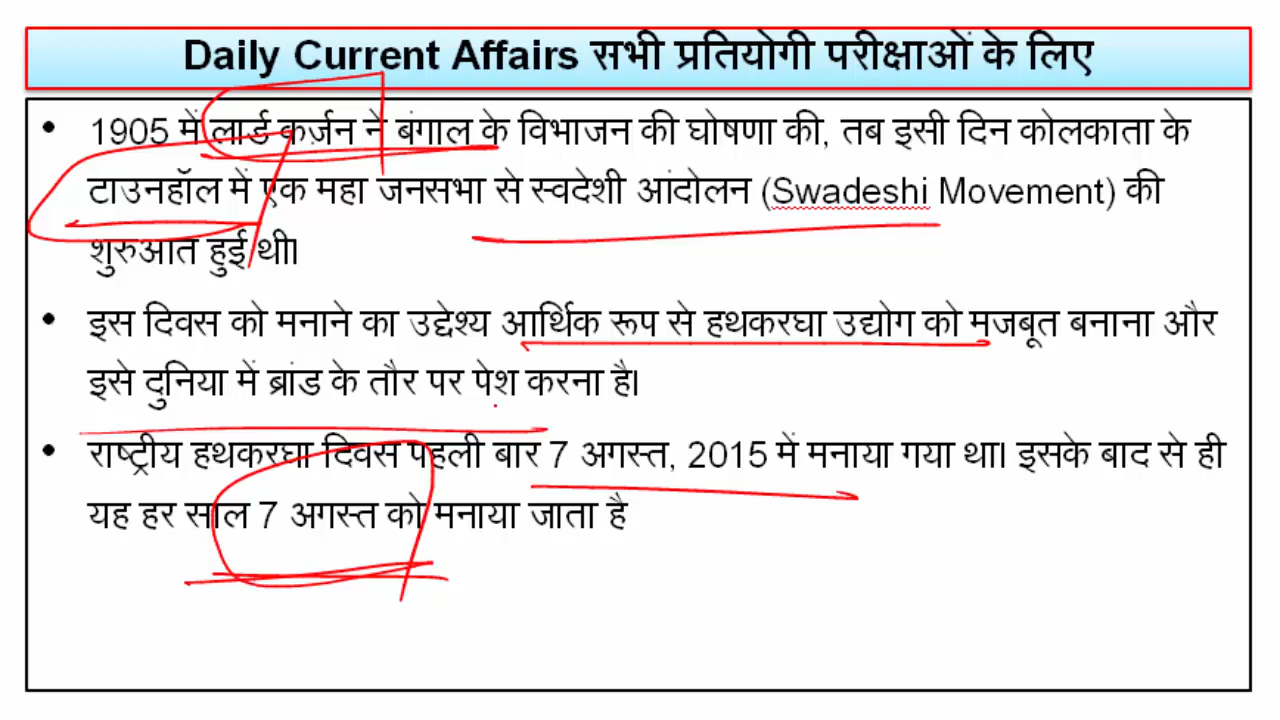 Daily Current Affairs सभी प्रतियोगी परीक्षाओं के लिए
• 1905 में लार्ड कर्ज़न ने बंगाल के विभाजन की घोषणा की, तब इसी दिन कोलकाता के
टाउनहॉल में एक महा जनसभा से स्वदेशी आंदोलन (Swadeshi Movement) की
शुरुआत हुई थी।
• इस दिवस को मनाने का उद्देश्य आर्थिक रूप से हथकरघा उद्योग को मजबूत बनाना और
इसे दुनिया में ब्रांड के तौर पर पेश करना है।
• राष्ट्रीय हथकरघा दिवस पहली बार 7 अगस्त, 2015 में मनाया गया था। इसके बाद से ही
यह हर साल 7 अगस्त को मनाया जाता है